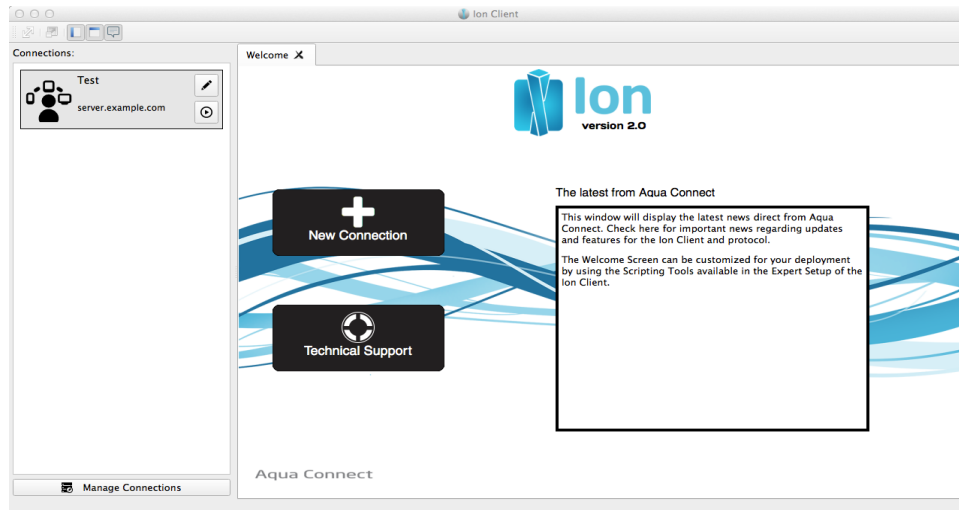 Ion Client
Connections:
Test
server.example.com
Manage Connections
Welcome
Ion
version 2.0
New Connection
Technical Support
The latest from Aqua Connect
This window will display the latest news direct from Aqua
Connect. Check here for important news regarding updates
and features for the Ion Client and protocol.
The Welcome Screen can be customized for your deployment
by using the Scripting Tools available in the Expert Setup of the
Ion Client.
Aqua Connect